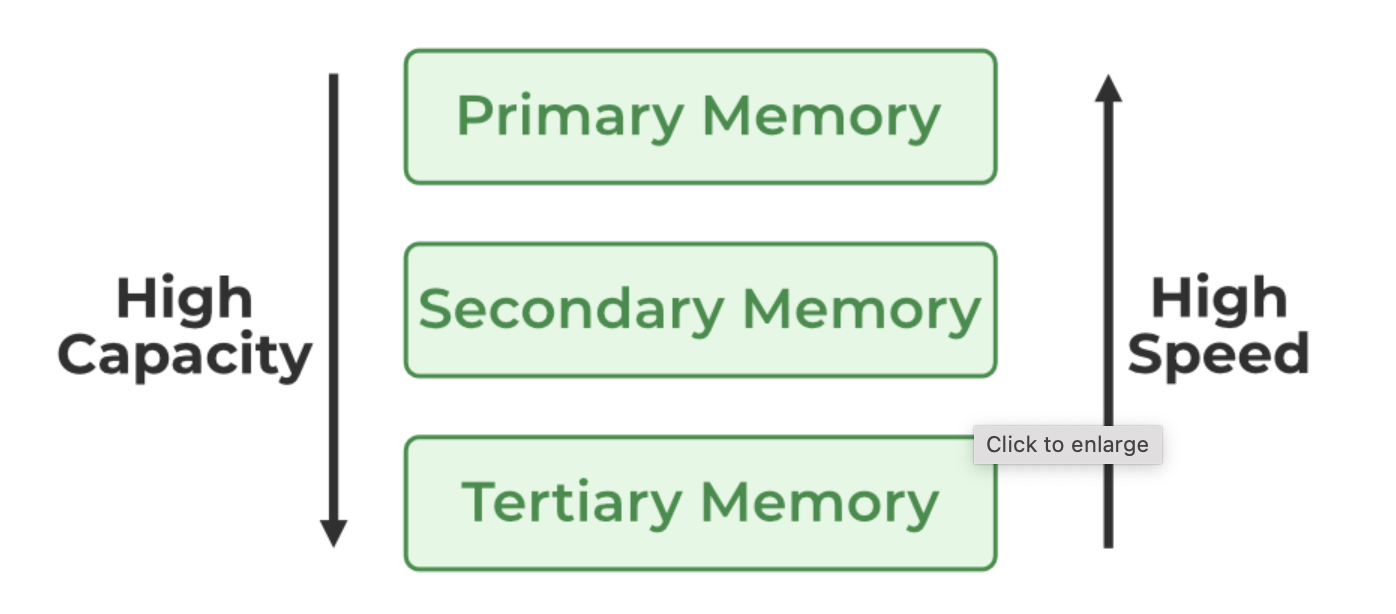 Primary Memory
High
Capacity
Secondary Memory
High
Speed
Click to enlarge
Tertiary Memory